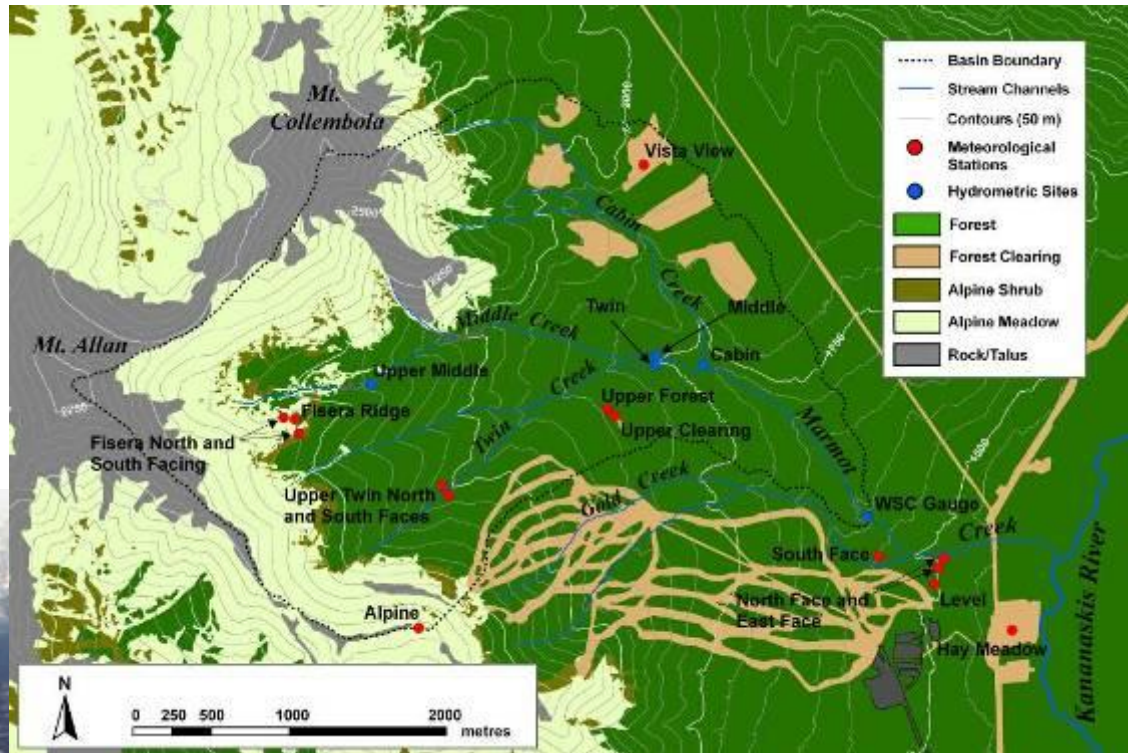 Mt.
Collembola
Mt. Allan
2500
2250
1750
Vista View
Cabin
Creek
Twin
Middle
Middle Creek
Cabin
Upper Middle
Upper Forest
Upper Clearing
Twin
Creek
Marmot
Fisera Ridge
Fisera North and
South Facing
Upper Twin North
and South Faces
Gold
Creek
WSC Gauge
Creek
South Face
North Face and
East Face
Level
Alpine
Hay Meadow
Kananaskis River
Basin Boundary
Stream Channels
Contours (50 m)
Meteorological
Stations
Hydrometric Sites
Forest
Forest Clearing
Alpine Shrub
Alpine Meadow
Rock/Talus
N
0 250 500 1000 2000
metres